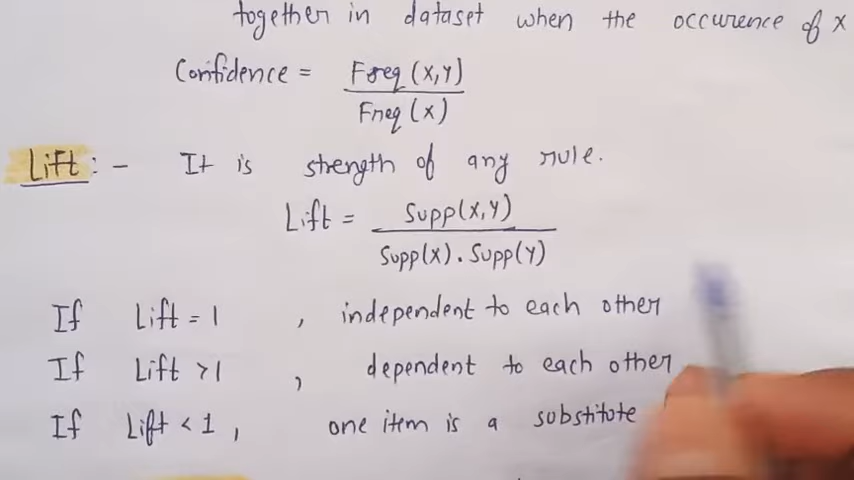 together in dataset when the occurence of x
Confidence = Freq (X,Y)
Freq (X)
Lift :- It is strength of any rule.
Lift = Supp(X,Y)
Supp(X) . Supp(Y)
If Lift = 1 , independent to each other
If Lift >1 , dependent to each other
If Lift < 1 , one item is a substitute